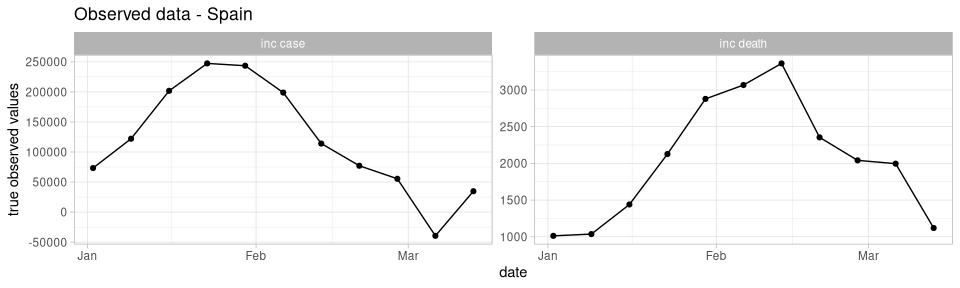 Observed data - Spain
inc case
inc death
true observed values
250000
200000
150000
100000
50000
0
-50000
3000
2500
2000
1500
1000
Jan
Feb
Mar
Jan
Feb
Mar
date